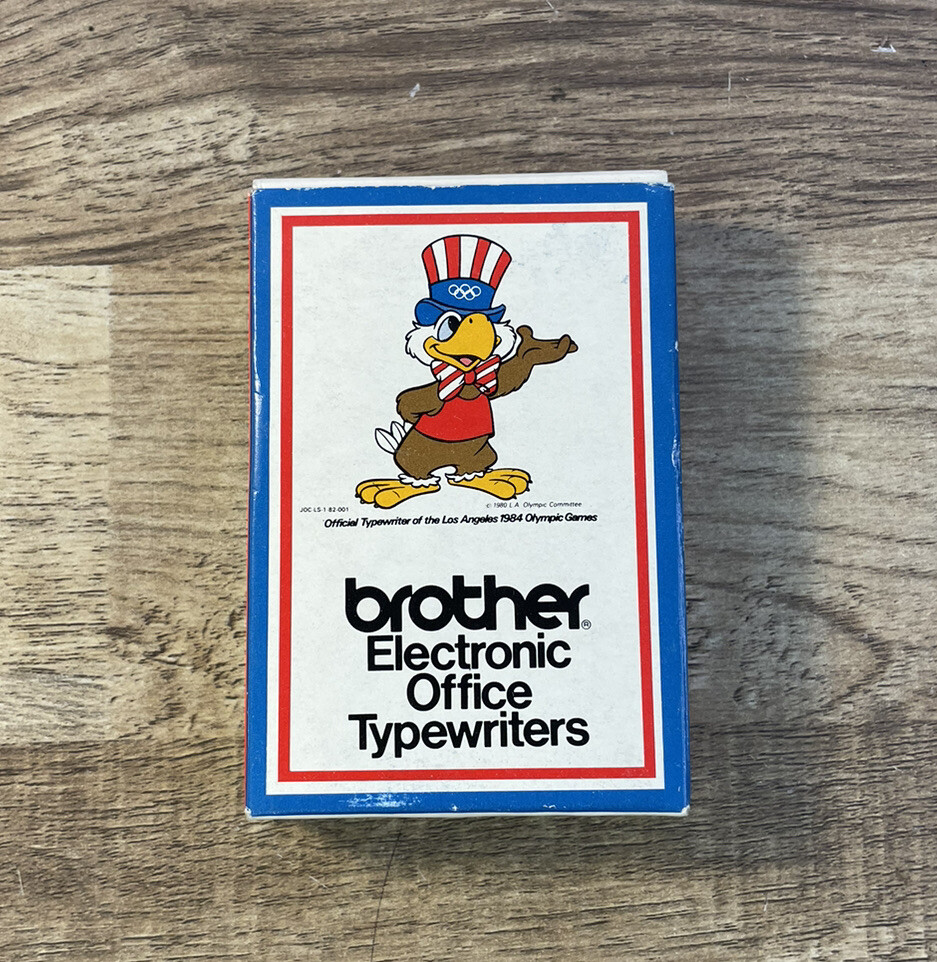 JOC-LS-1 82-001
© 1980 L.A. Olympic Committee
Official Typewriter of the Los Angeles 1984 Olympic Games
brother®
Electronic
Office
Typewriters